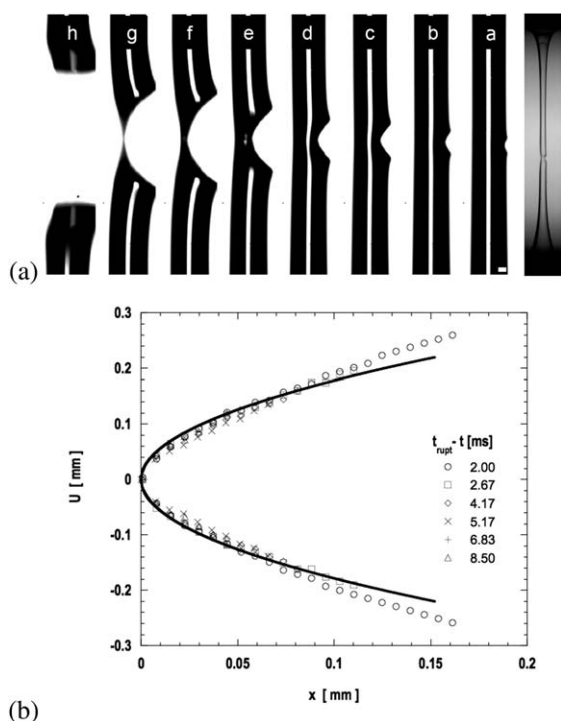 h g f e d c b a
(a)
0.3
0.2
0.1
0
-0.1
-0.2
-0.3
U [ mm ]
t_rupt - t [ms]
2.00
2.67
4.17
5.17
6.83
8.50
0 0.05 0.1 0.15 0.2
x [ mm ]
(b)